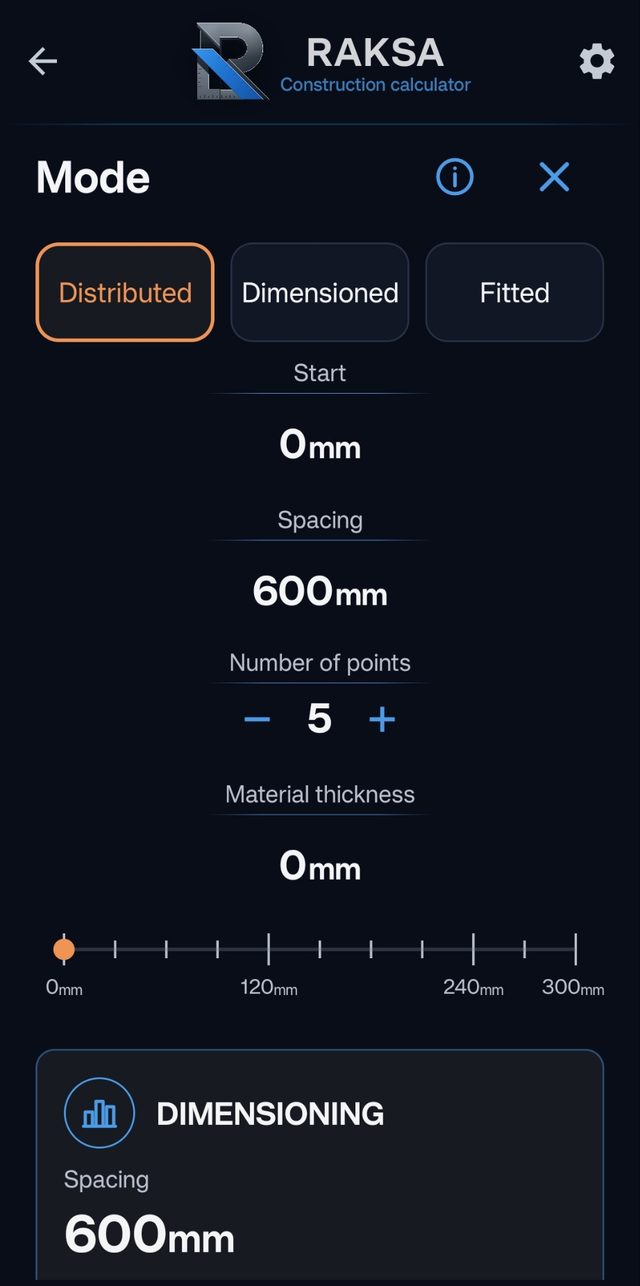 RAKSA
Construction calculator
Mode
Distributed Dimensioned Fitted
Start
0mm
Spacing
600mm
Number of points
− 5 +
Material thickness
0mm
0mm 120mm 240mm 300mm
DIMENSIONING
Spacing
600mm